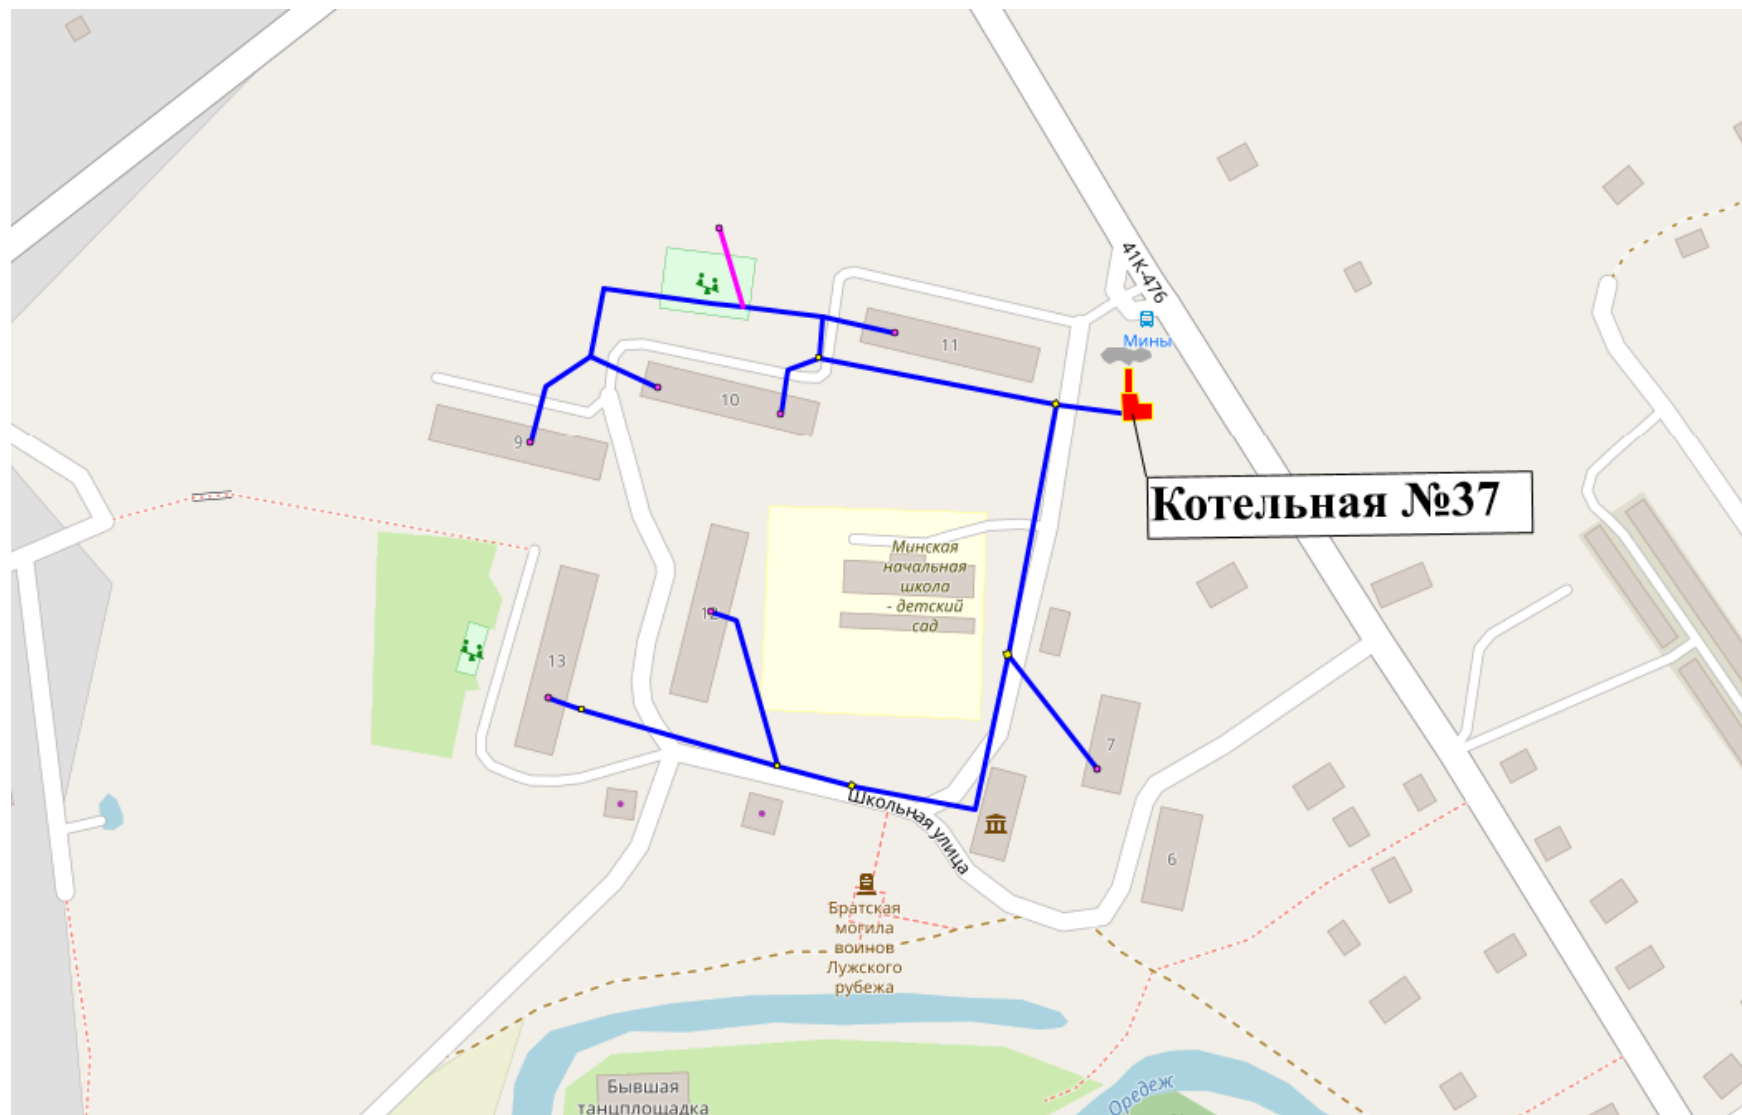 41К-476
Мины
11
10
9
Котельная №37
Минская
начальная
школа
- детский
сад
12
13
7
Школьная улица
6
Братская
могила
воинов
Лужского
рубежа
Бывшая
танцплощадка
Оредеж